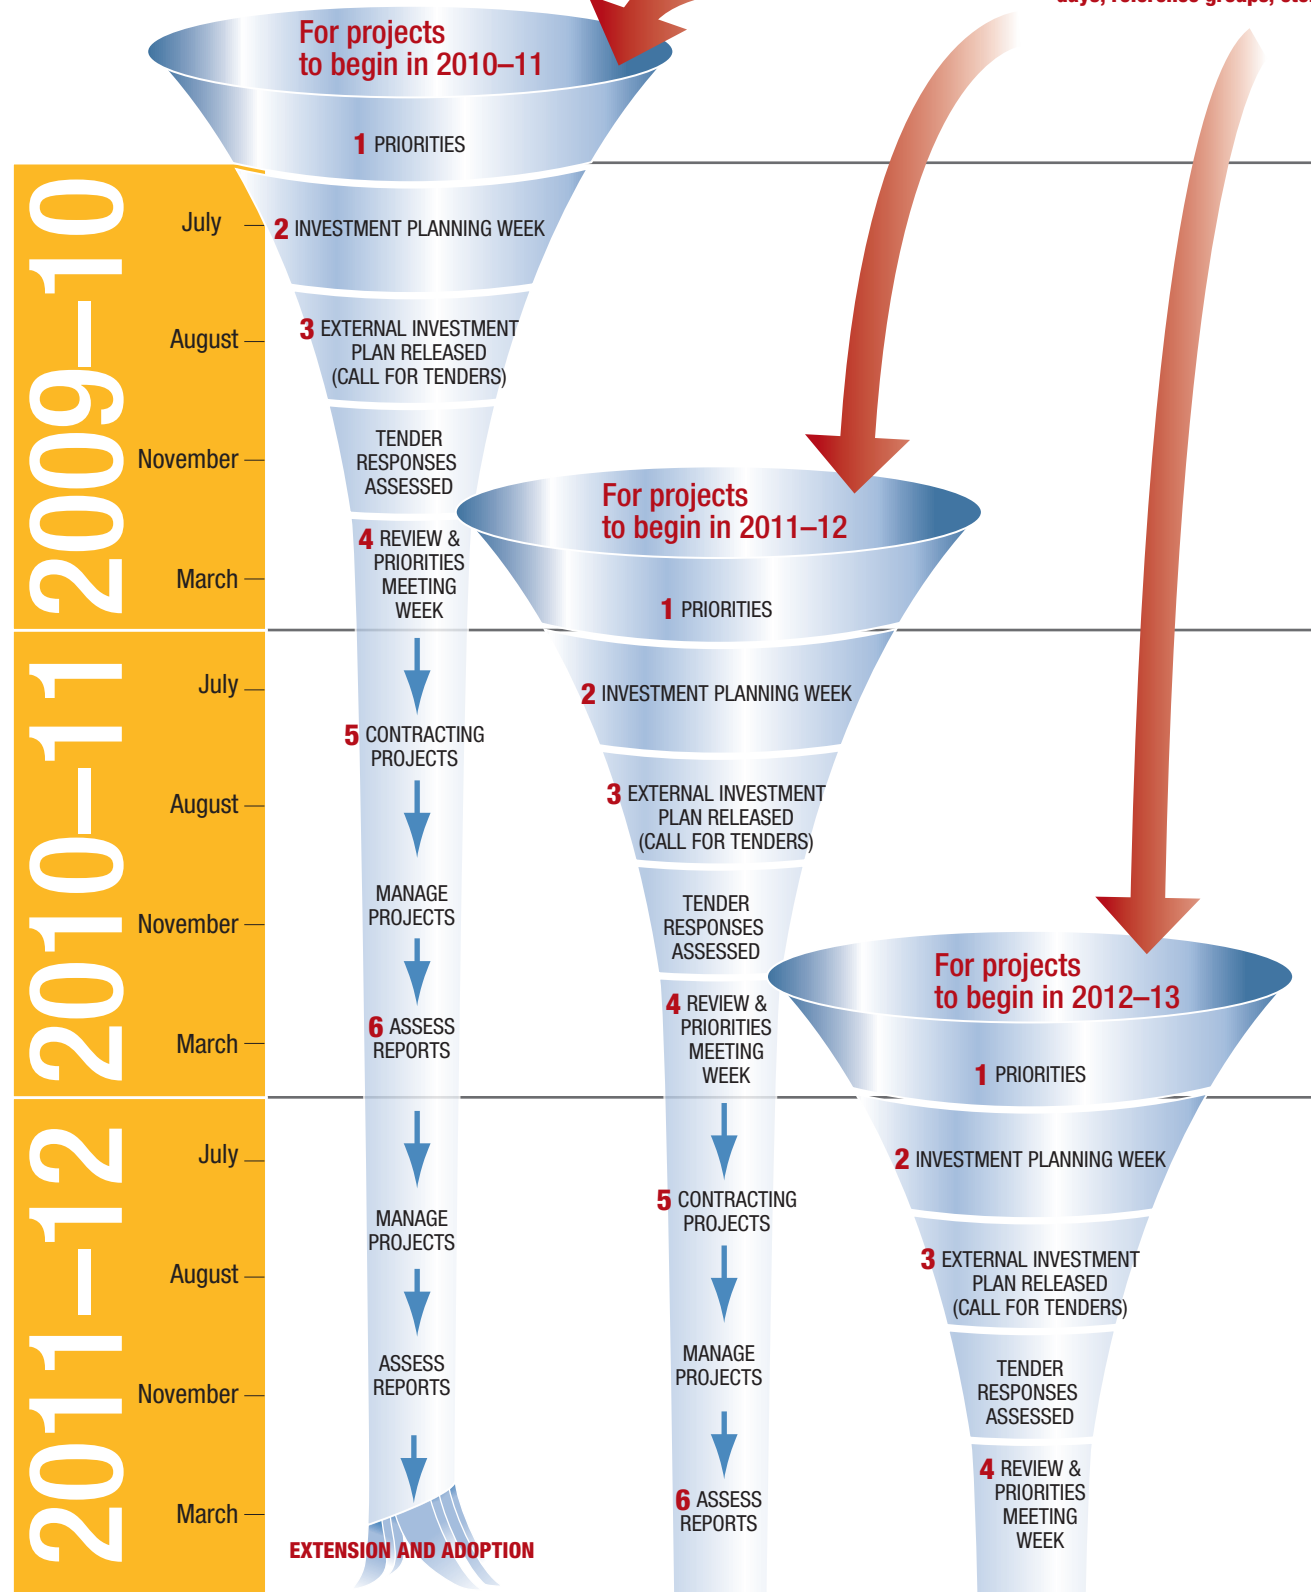 days, reference groups, etc.
For projects
to begin in 2010–11
1 PRIORITIES
2009–10
July
August
November
March
2 INVESTMENT PLANNING WEEK
3 EXTERNAL INVESTMENT
PLAN RELEASED
(CALL FOR TENDERS)
TENDER
RESPONSES
ASSESSED
4 REVIEW &
PRIORITIES
MEETING
WEEK
For projects
to begin in 2011–12
1 PRIORITIES
2010–11
July
August
November
March
5 CONTRACTING
PROJECTS
MANAGE
PROJECTS
6 ASSESS
REPORTS
2 INVESTMENT PLANNING WEEK
3 EXTERNAL INVESTMENT
PLAN RELEASED
(CALL FOR TENDERS)
TENDER
RESPONSES
ASSESSED
4 REVIEW &
PRIORITIES
MEETING
WEEK
For projects
to begin in 2012–13
1 PRIORITIES
2011–12
July
August
November
March
MANAGE
PROJECTS
ASSESS
REPORTS
EXTENSION AND ADOPTION
5 CONTRACTING
PROJECTS
MANAGE
PROJECTS
6 ASSESS
REPORTS
2 INVESTMENT PLANNING WEEK
3 EXTERNAL INVESTMENT
PLAN RELEASED
(CALL FOR TENDERS)
TENDER
RESPONSES
ASSESSED
4 REVIEW &
PRIORITIES
MEETING
WEEK